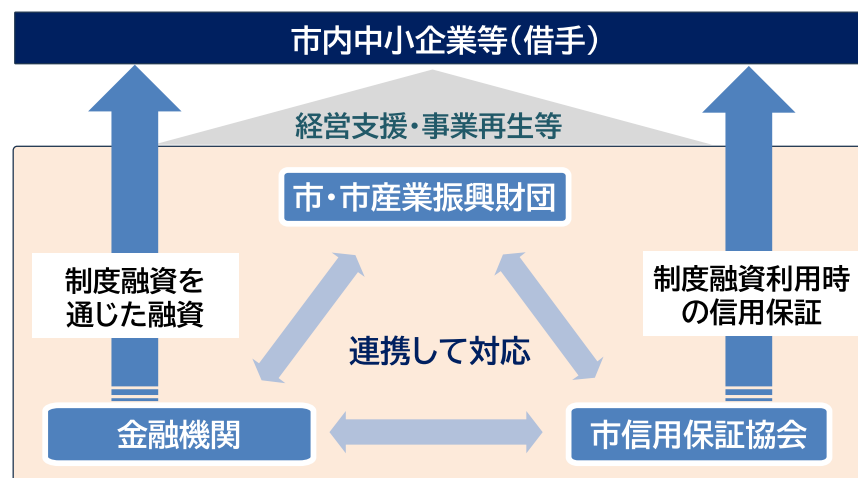 市内中小企業等（借手）
経営支援・事業再生等
市・市産業振興財団
制度融資を
通じた融資
制度融資利用時
の信用保証
連携して対応
金融機関
市信用保証協会